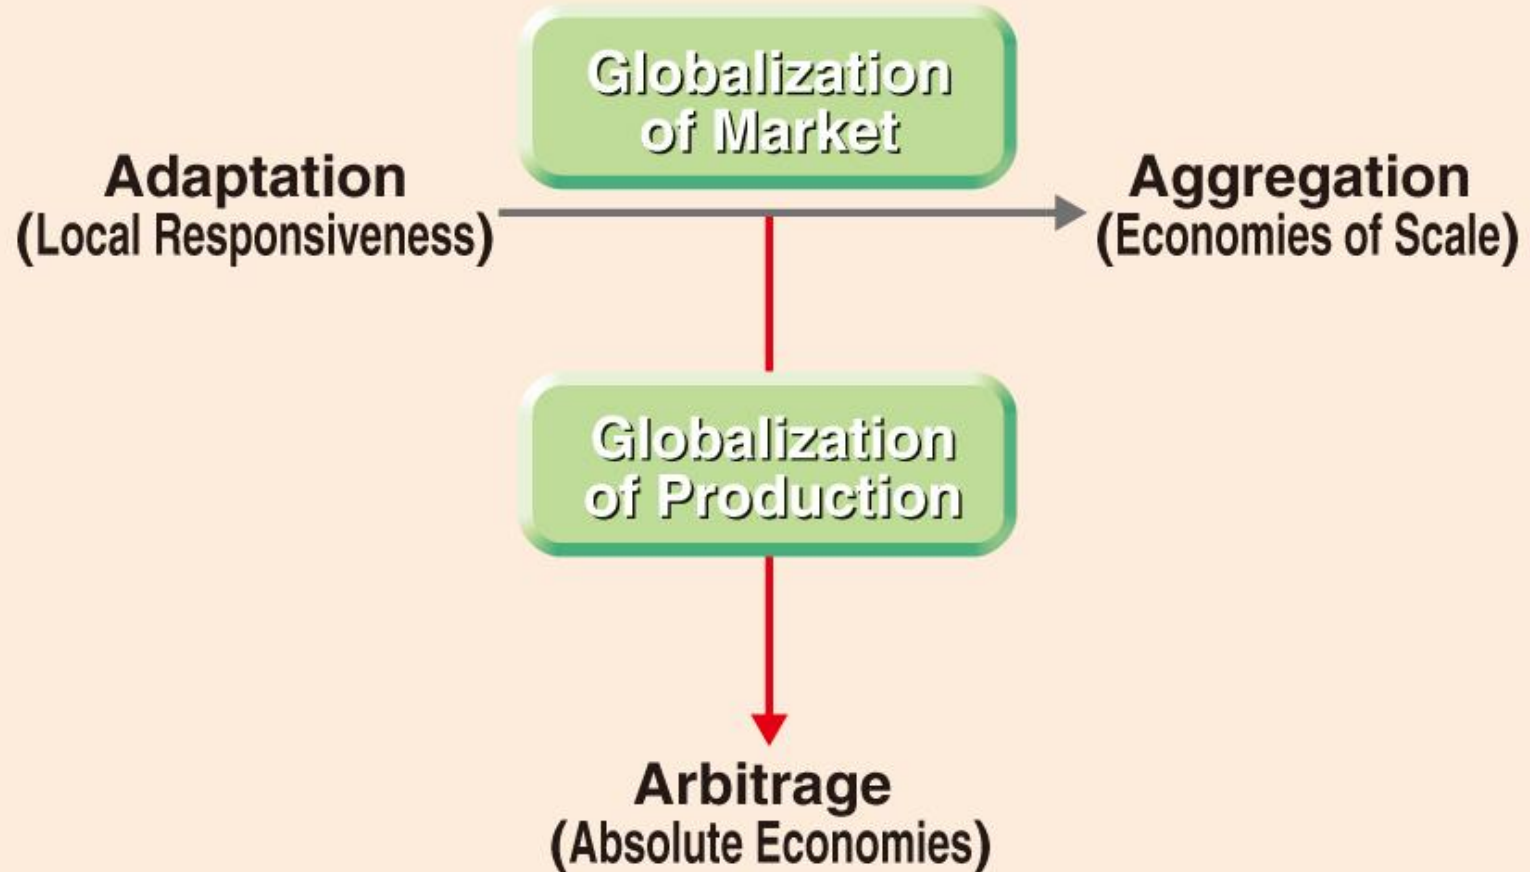 Globalization
of Market
Adaptation
(Local Responsiveness)
Aggregation
(Economies of Scale)
Globalization
of Production
Arbitrage
(Absolute Economies)